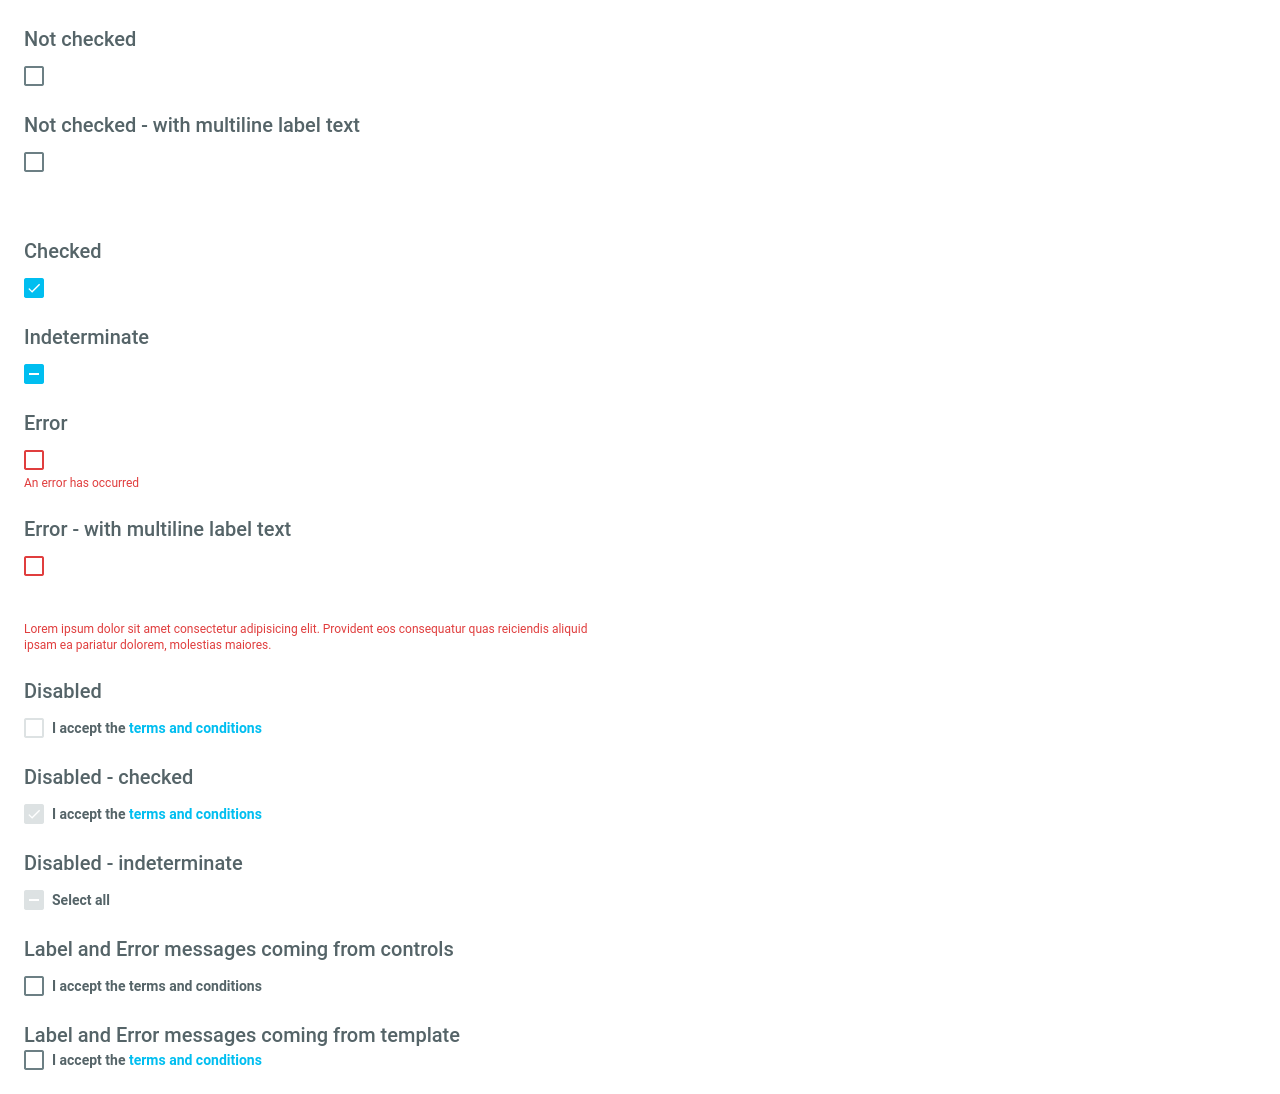 Not checked
Not checked - with multiline label text
Checked
Indeterminate
Error
An error has occurred
Error - with multiline label text
Lorem ipsum dolor sit amet consectetur adipisicing elit. Provident eos consequatur quas reiciendis aliquid
ipsam ea pariatur dolorem, molestias maiores.
Disabled
I accept the terms and conditions
Disabled - checked
I accept the terms and conditions
Disabled - indeterminate
Select all
Label and Error messages coming from controls
I accept the terms and conditions
Label and Error messages coming from template
I accept the terms and conditions